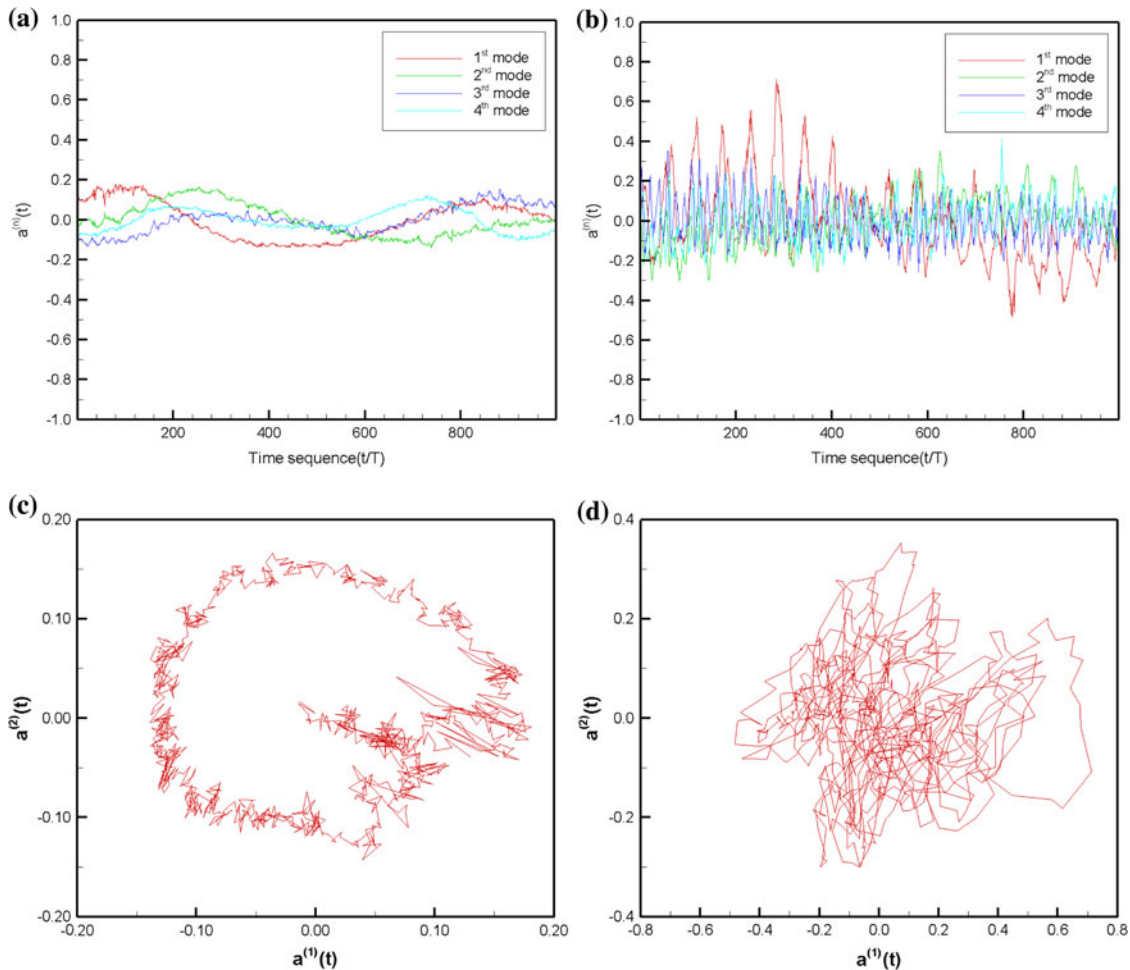 (a)
1.0
0.8
0.6
0.4
0.2
0.0
-0.2
-0.4
-0.6
-0.8
-1.0
a(n)(t)
1st mode
2nd mode
3rd mode
4th mode
200 400 600 800
Time sequence(t/T)
(b)
1.0
0.8
0.6
0.4
0.2
0.0
-0.2
-0.4
-0.6
-0.8
-1.0
a(n)(t)
1st mode
2nd mode
3rd mode
4th mode
200 400 600 800
Time sequence(t/T)
(c)
0.20
0.10
0.00
-0.10
-0.20
a(2)(t)
-0.20 -0.10 0.00 0.10 0.20
a(1)(t)
(d)
0.4
0.2
0.0
-0.2
-0.4
a(2)(t)
-0.8 -0.6 -0.4 -0.2 0.0 0.2 0.4 0.6 0.8
a(1)(t)